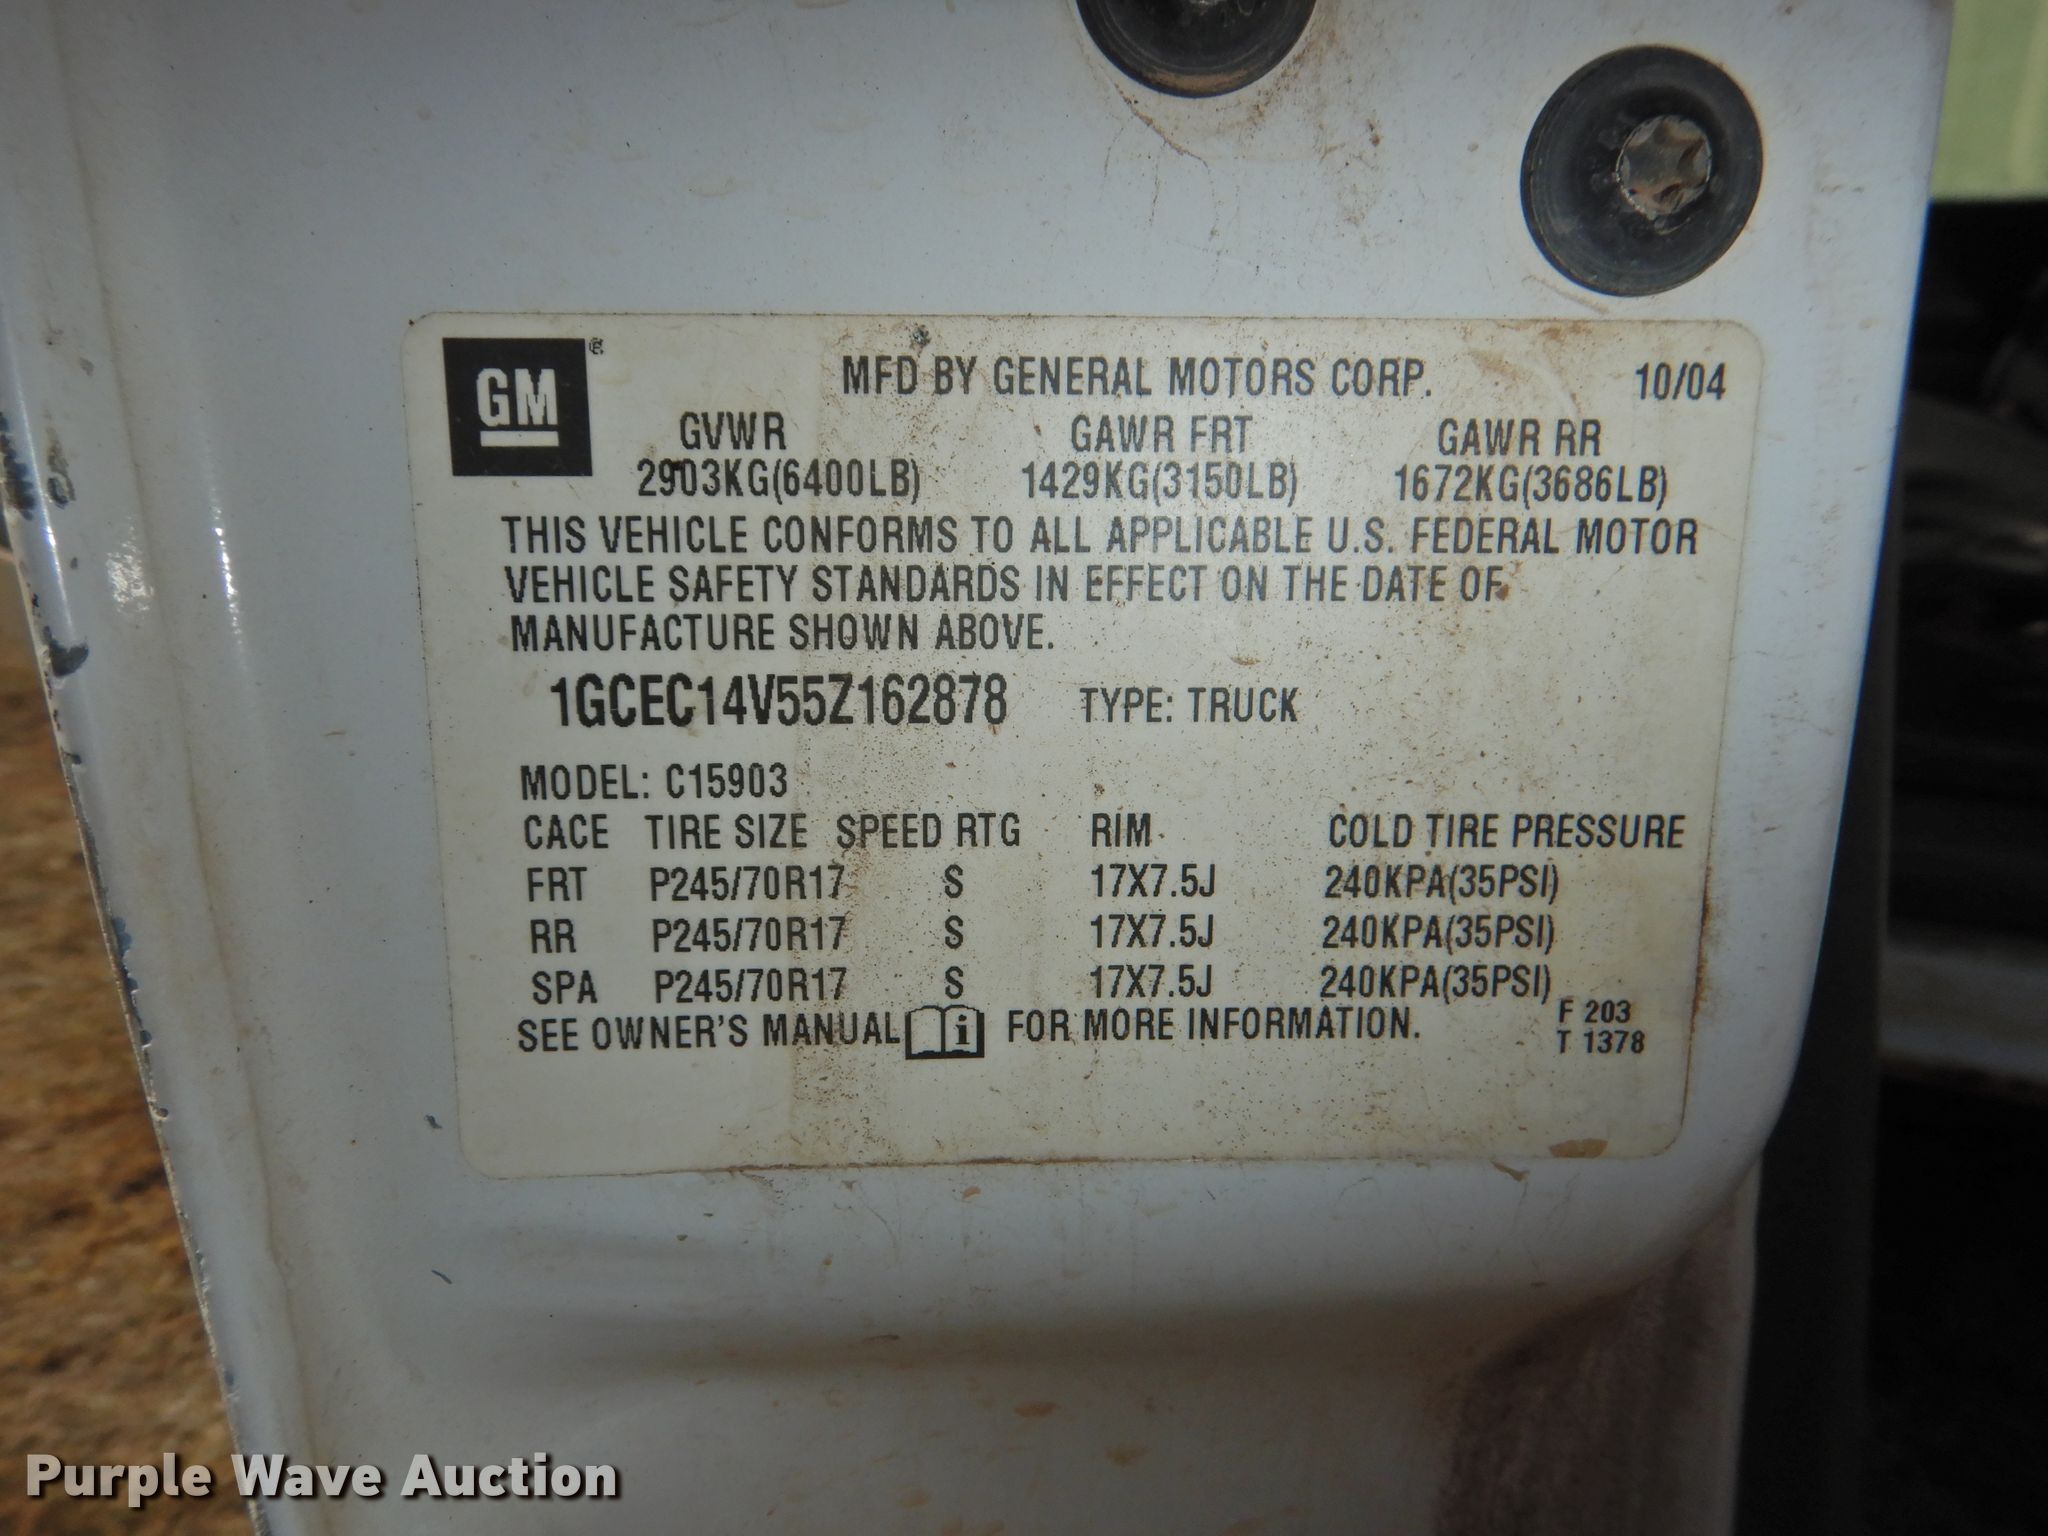 GM
MFD BY GENERAL MOTORS CORP. 10/04
GVWR GAWR FRT GAWR RR
2903KG(6400LB) 1429KG(3150LB) 1672KG(3686LB)
THIS VEHICLE CONFORMS TO ALL APPLICABLE U.S. FEDERAL MOTOR
VEHICLE SAFETY STANDARDS IN EFFECT ON THE DATE OF
MANUFACTURE SHOWN ABOVE.
1GCEC14V55Z162878 TYPE: TRUCK
MODEL: C15903
CACE TIRE SIZE SPEED RTG RIM COLD TIRE PRESSURE
FRT P245/70R17 S 17X7.5J 240KPA(35PSI)
RR P245/70R17 S 17X7.5J 240KPA(35PSI)
SPA P245/70R17 S 17X7.5J 240KPA(35PSI)
SEE OWNER'S MANUAL i FOR MORE INFORMATION.
F 203
T 1378
Purple Wave Auction